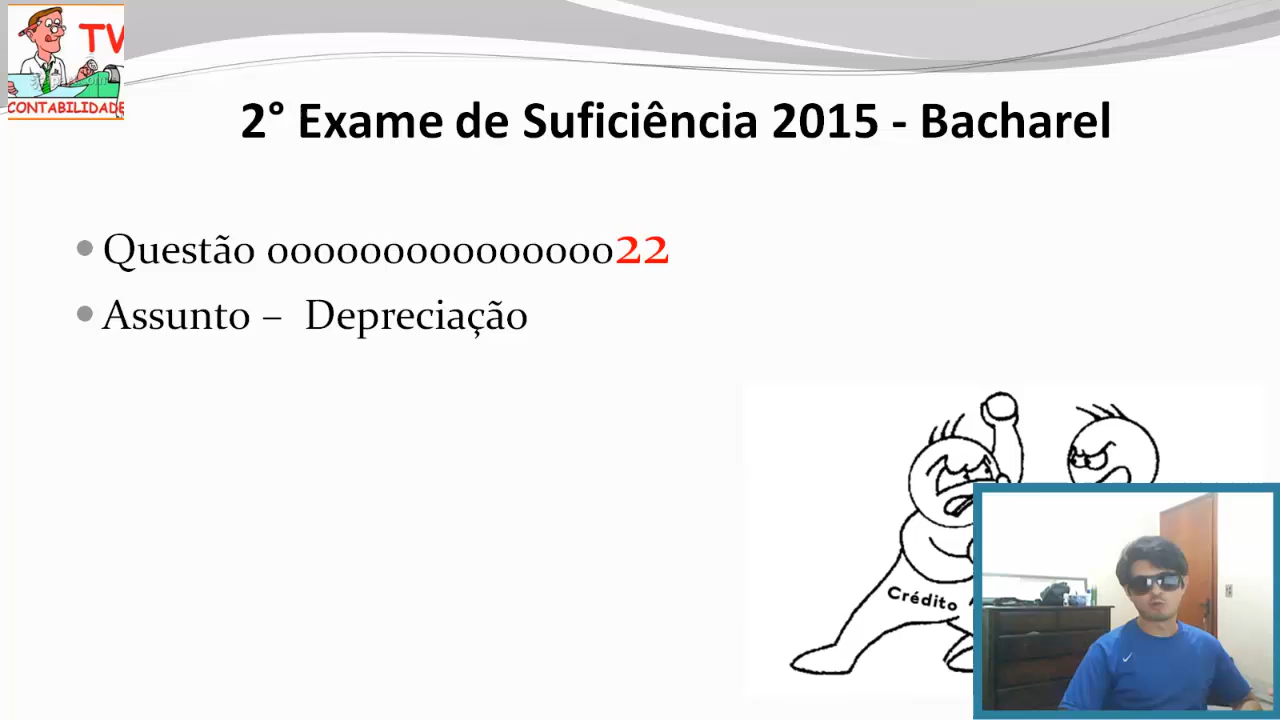 TV
CONTABILIDADE
2° Exame de Suficiência 2015 - Bacharel
Questão ooooooooooooooo22
Assunto – Depreciação
Crédito